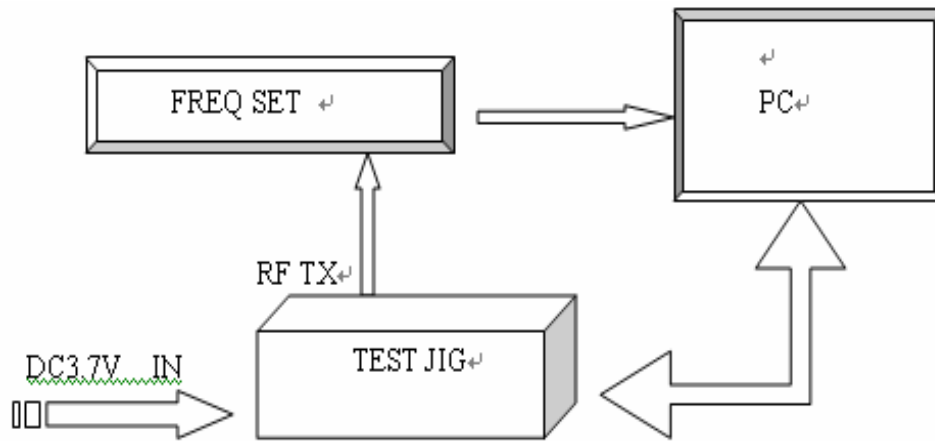 FREQ SET
PC
RF TX
TEST JIG
DC3.7V IN